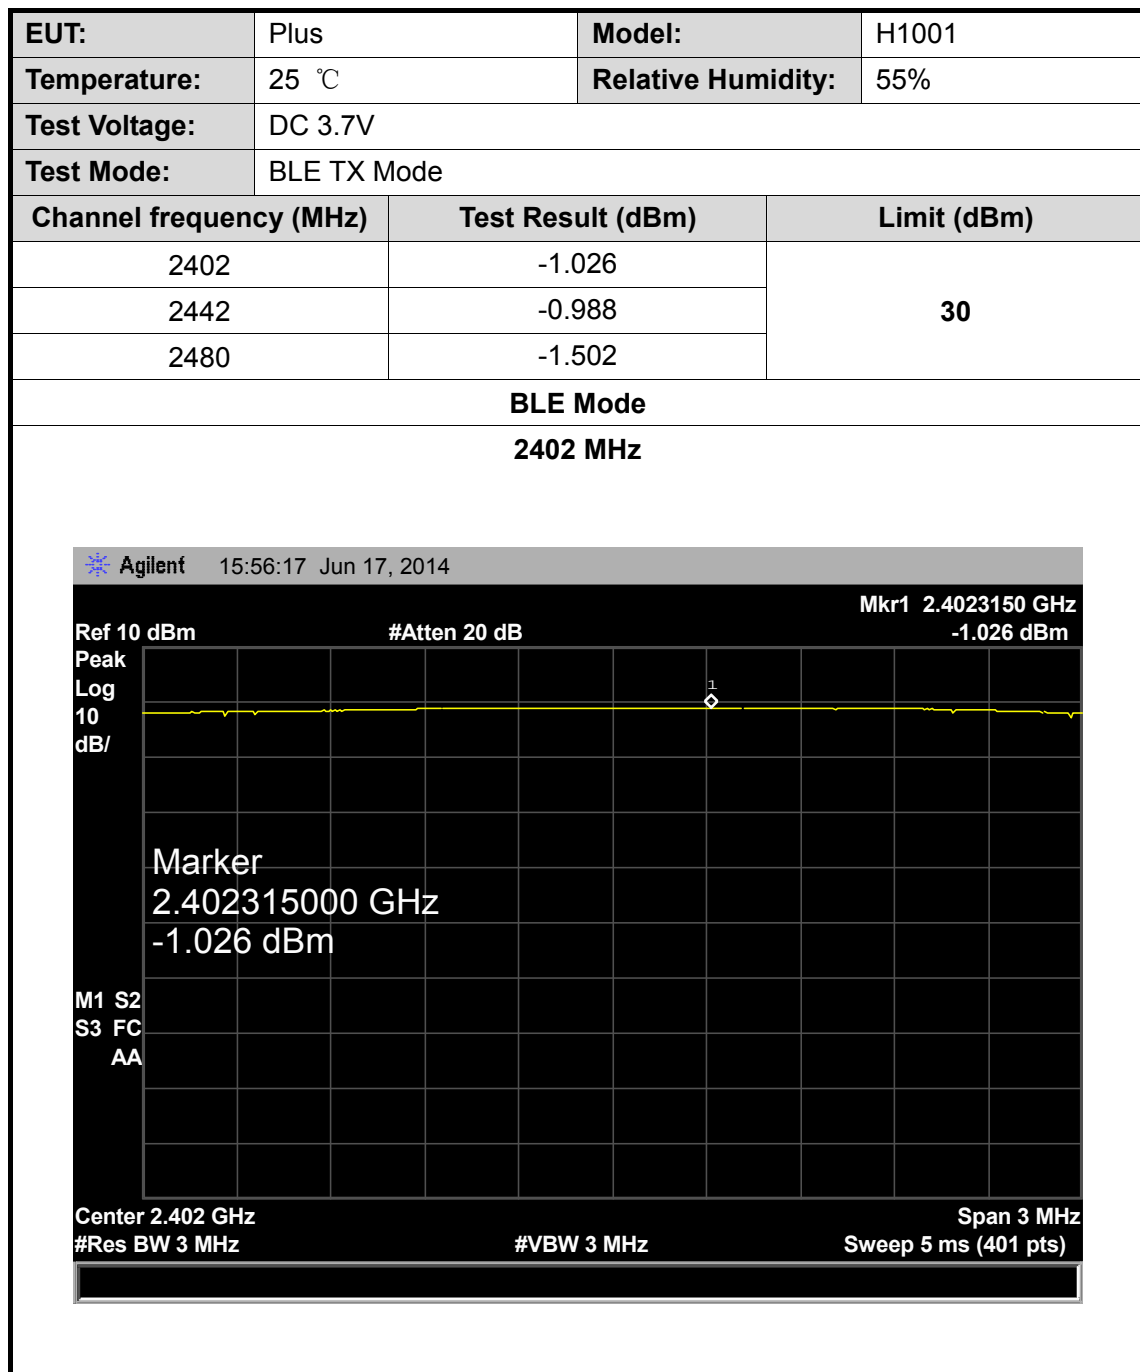 EUT: Plus Model: H1001
Temperature: 25 ℃ Relative Humidity: 55%
Test Voltage: DC 3.7V
Test Mode: BLE TX Mode
Channel frequency (MHz) Test Result (dBm) Limit (dBm)
2402 -1.026
2442 -0.988 30
2480 -1.502
BLE Mode
2402 MHz
Agilent 15:56:17 Jun 17, 2014
Mkr1 2.4023150 GHz
Ref 10 dBm #Atten 20 dB -1.026 dBm
Peak
Log
10
dB/
1
Marker
2.402315000 GHz
-1.026 dBm
M1 S2
S3 FC
AA
Center 2.402 GHz Span 3 MHz
#Res BW 3 MHz #VBW 3 MHz Sweep 5 ms (401 pts)